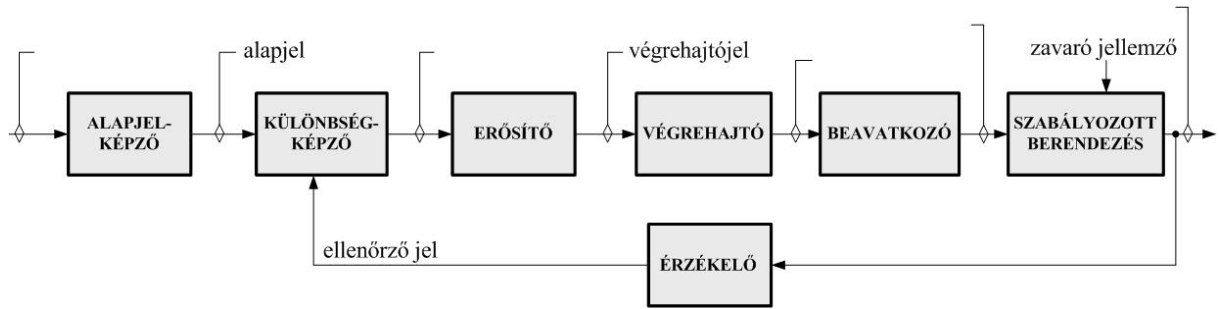 alapjel
végrehajtójel
zavaró jellemző
ALAPJEL-
KÉPZŐ
KÜLÖNBSÉG-
KÉPZŐ
ERŐSÍTŐ
VÉGREHAJTÓ
BEAVATKOZÓ
SZABÁLYOZOTT
BERENDEZÉS
ellenőrző jel
ÉRZÉKELŐ